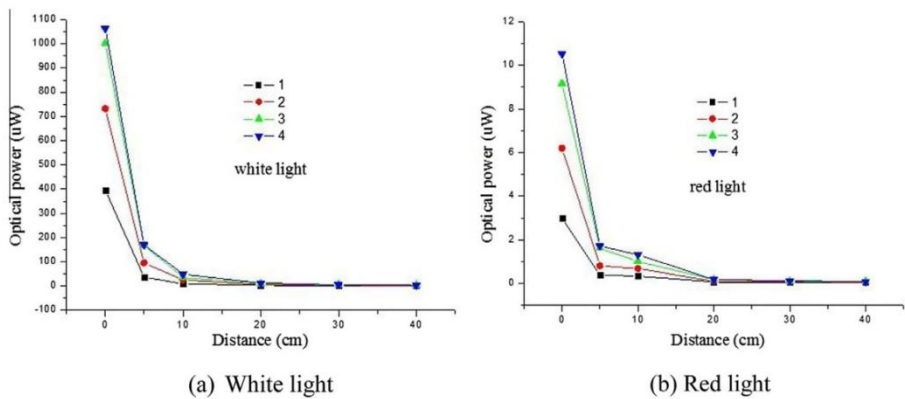 1100
1000
900
800
700
600
500
400
300
200
100
0
-100
Optical power (uW)
1
2
3
4
white light
0 10 20 30 40
Distance (cm)
(a) White light
12
10
8
6
4
2
0
Optical power (uW)
1
2
3
4
red light
0 10 20 30 40
Distance (cm)
(b) Red light